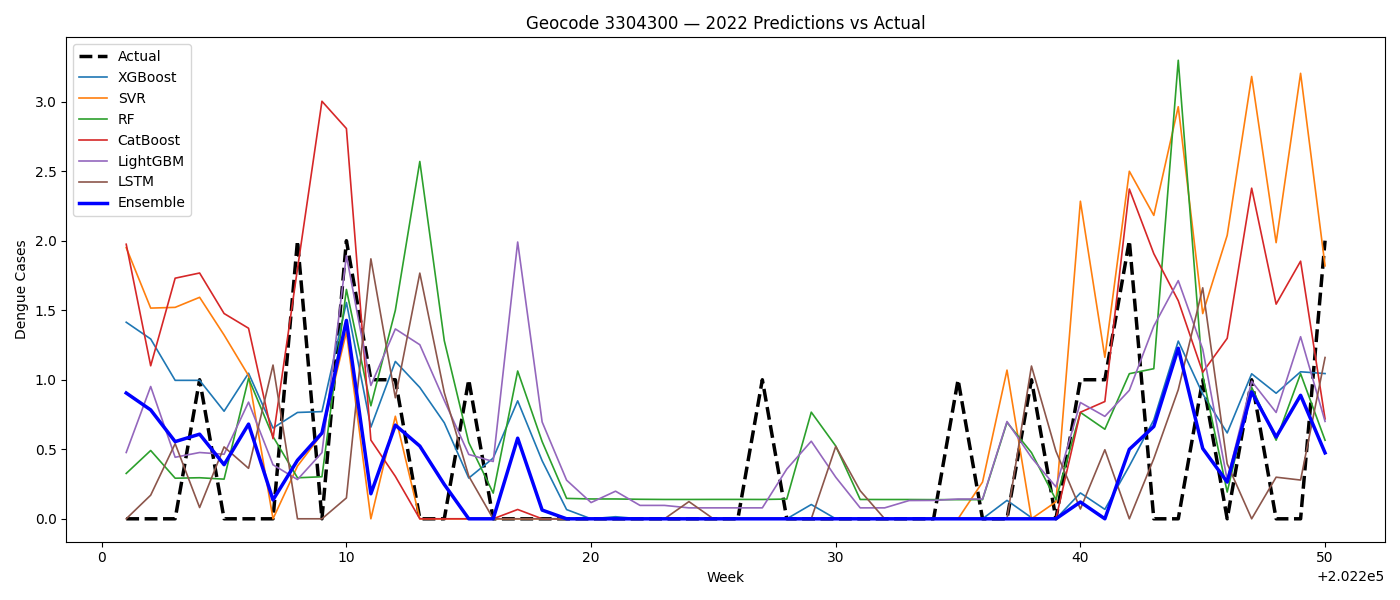 Geocode 3304300 — 2022 Predictions vs Actual
Actual
XGBoost
SVR
RF
CatBoost
LightGBM
LSTM
Ensemble
Dengue Cases
3.0
2.5
2.0
1.5
1.0
0.5
0.0
0 10 20 30 40 50
Week
+2.022e5